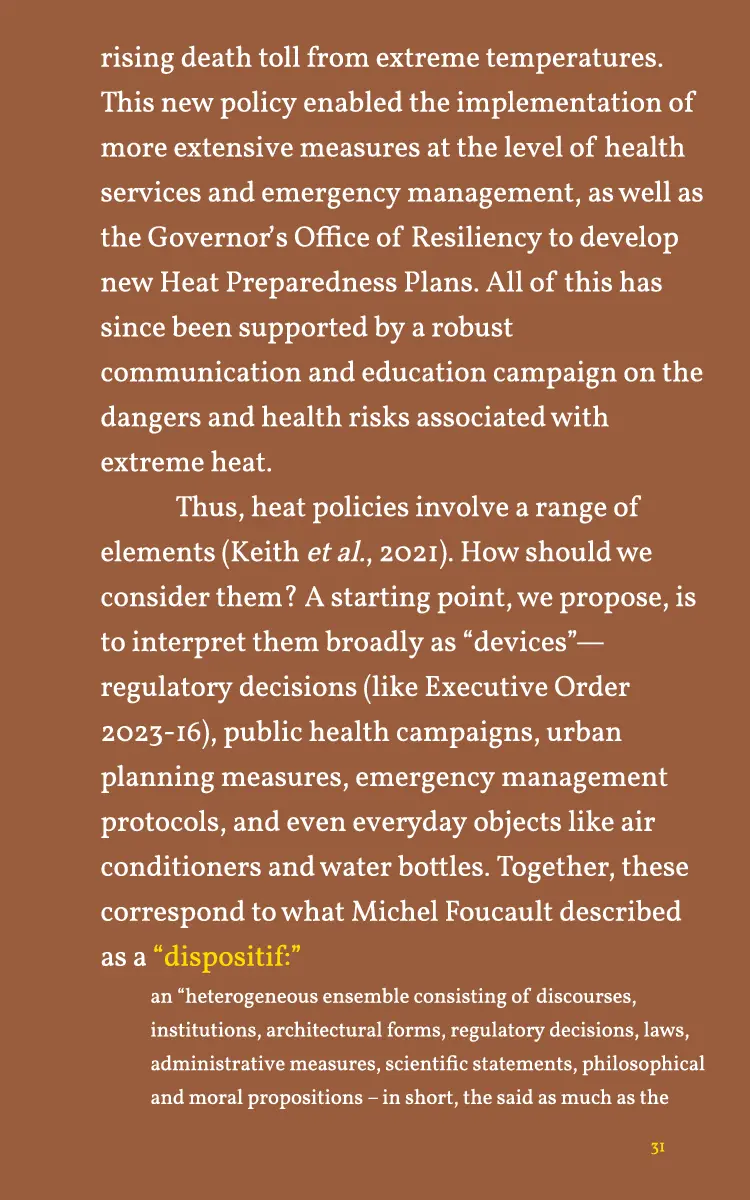 rising death toll from extreme temperatures.
This new policy enabled the implementation of
more extensive measures at the level of health
services and emergency management, as well as
the Governor’s Office of Resiliency to develop
new Heat Preparedness Plans. All of this has
since been supported by a robust
communication and education campaign on the
dangers and health risks associated with
extreme heat.
Thus, heat policies involve a range of
elements (Keith et al., 2021). How should we
consider them? A starting point, we propose, is
to interpret them broadly as “devices”—
regulatory decisions (like Executive Order
2023-16), public health campaigns, urban
planning measures, emergency management
protocols, and even everyday objects like air
conditioners and water bottles. Together, these
correspond to what Michel Foucault described
as a “dispositif:”
an “heterogeneous ensemble consisting of discourses,
institutions, architectural forms, regulatory decisions, laws,
administrative measures, scientific statements, philosophical
and moral propositions – in short, the said as much as the
31